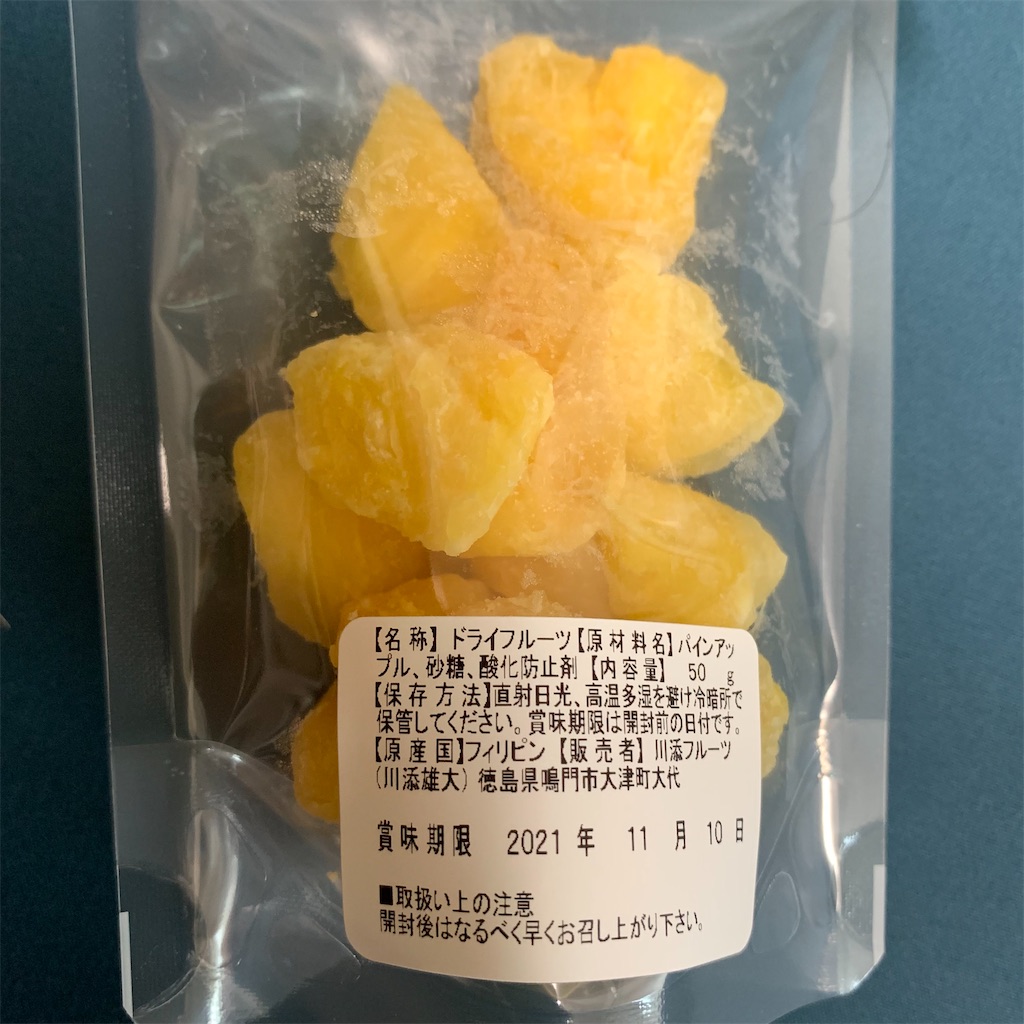 【名称】ドライフルーツ【原材料名】パインアッ
プル、砂糖、酸化防止剤【内容量】 50 g
【保存方法】直射日光、高温多湿を避け冷暗所で
保管してください。賞味期限は開封前の日付です。
【原産国】フィリピン【販売者】川添フルーツ
(川添雄大) 徳島県鳴門市大津町大代
賞味期限 2021 年 11 月 10 日
■取扱い上の注意
開封後はなるべく早くお召し上がり下さい。